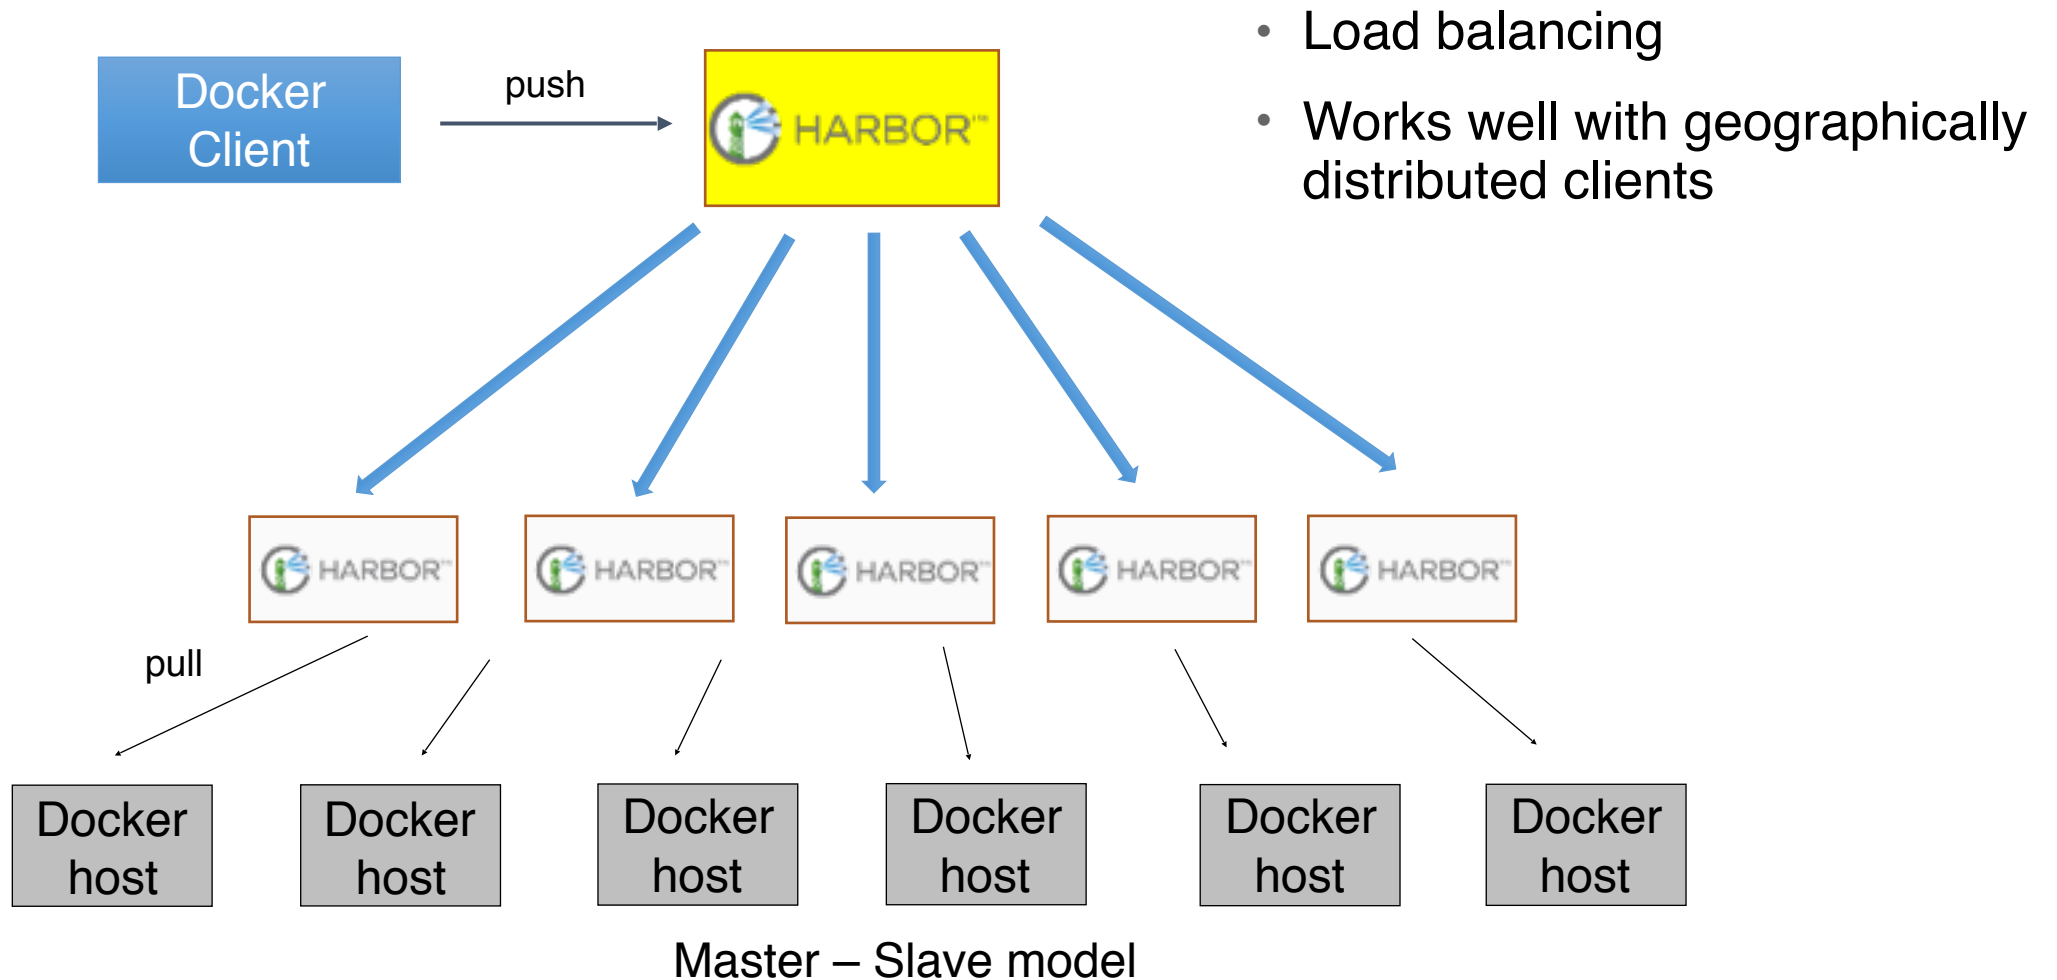 Docker
Client
push
HARBOR™
• Load balancing
• Works well with geographically
distributed clients
HARBOR™
HARBOR™
HARBOR™
HARBOR™
HARBOR™
pull
Docker
host
Docker
host
Docker
host
Docker
host
Docker
host
Docker
host
Master – Slave model